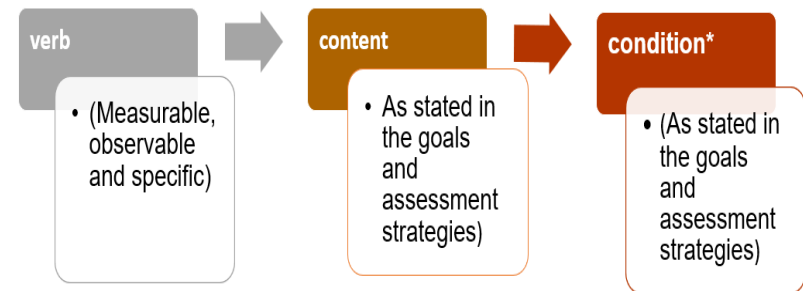 verb
• (Measurable,
observable
and specific)
content
• As stated in
the goals
and
assessment
strategies)
condition*
• (As stated in
the goals
and
assessment
strategies)